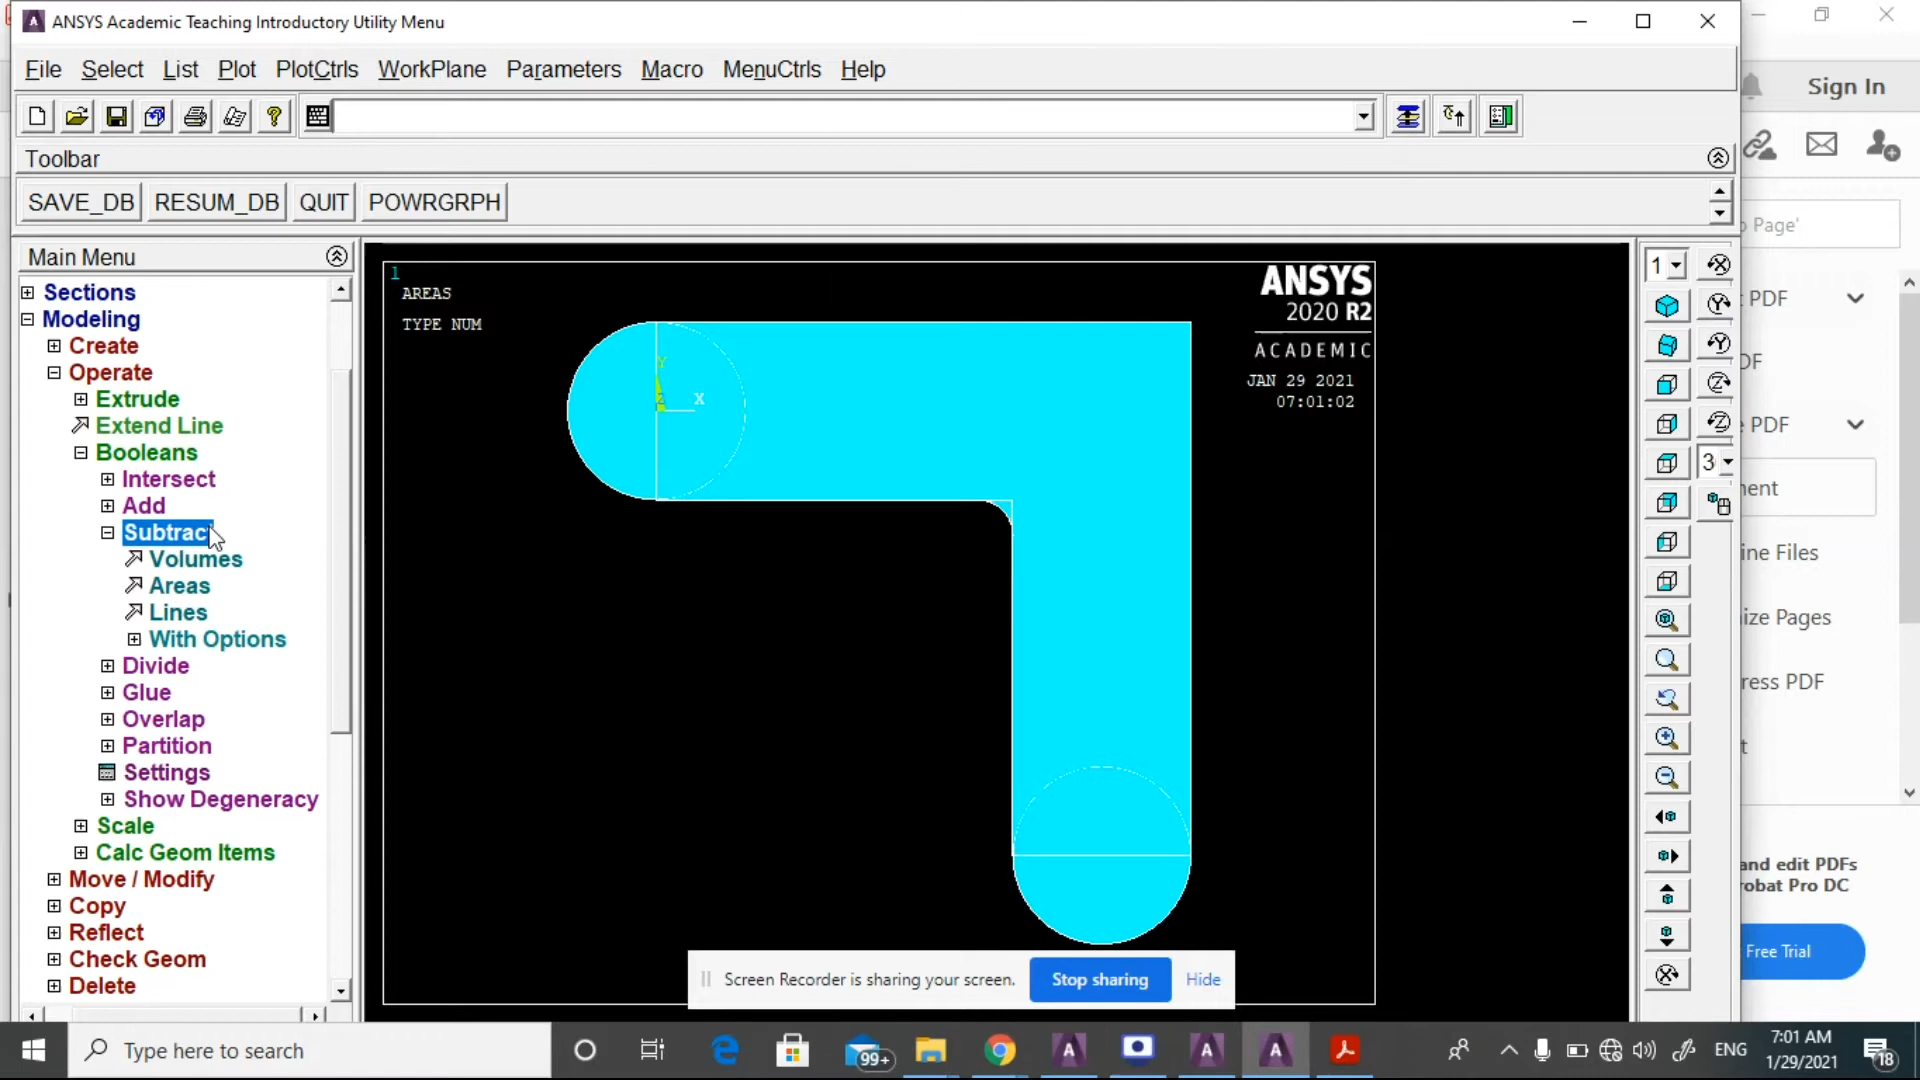 ANSYS Academic Teaching Introductory Utility Menu
File Select List Plot PlotCtrls WorkPlane Parameters Macro MenuCtrls Help
Sign In
Toolbar
SAVE_DB RESUM_DB QUIT POWRGRPH
Page'
Main Menu
Sections
Modeling
Create
Operate
Extrude
Extend Line
Booleans
Intersect
Add
Subtract
Volumes
Areas
Lines
With Options
Divide
Glue
Overlap
Partition
Settings
Show Degeneracy
Scale
Calc Geom Items
Move / Modify
Copy
Reflect
Check Geom
Delete
1
AREAS
TYPE NUM
Y
Z X
ANSYS
2020 R2
ACADEMIC
JAN 29 2021
07:01:02
1
3
PDF
DF
PDF
ment
ine Files
ize Pages
ress PDF
t
and edit PDFs
robat Pro DC
Free Trial
Screen Recorder is sharing your screen. Stop sharing Hide
Type here to search
99+
ENG
7:01 AM
1/29/2021
18